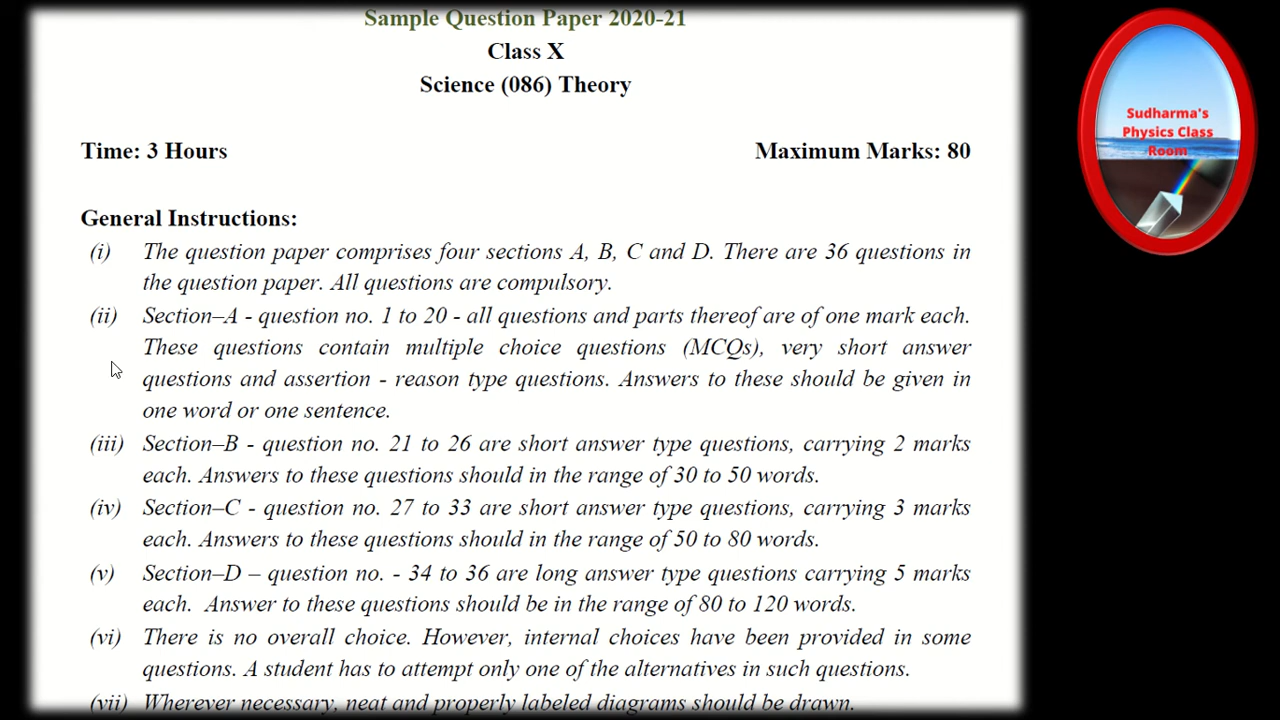 Sample Question Paper 2020-21
Class X
Science (086) Theory
Time: 3 Hours Maximum Marks: 80
General Instructions:
(i) The question paper comprises four sections A, B, C and D. There are 36 questions in
the question paper. All questions are compulsory.
(ii) Section–A - question no. 1 to 20 - all questions and parts thereof are of one mark each.
These questions contain multiple choice questions (MCQs), very short answer
questions and assertion - reason type questions. Answers to these should be given in
one word or one sentence.
(iii) Section–B - question no. 21 to 26 are short answer type questions, carrying 2 marks
each. Answers to these questions should in the range of 30 to 50 words.
(iv) Section–C - question no. 27 to 33 are short answer type questions, carrying 3 marks
each. Answers to these questions should in the range of 50 to 80 words.
(v) Section–D – question no. - 34 to 36 are long answer type questions carrying 5 marks
each. Answer to these questions should be in the range of 80 to 120 words.
(vi) There is no overall choice. However, internal choices have been provided in some
questions. A student has to attempt only one of the alternatives in such questions.
(vii) Wherever necessary, neat and properly labeled diagrams should be drawn.
Sudharma's
Physics Class
Room